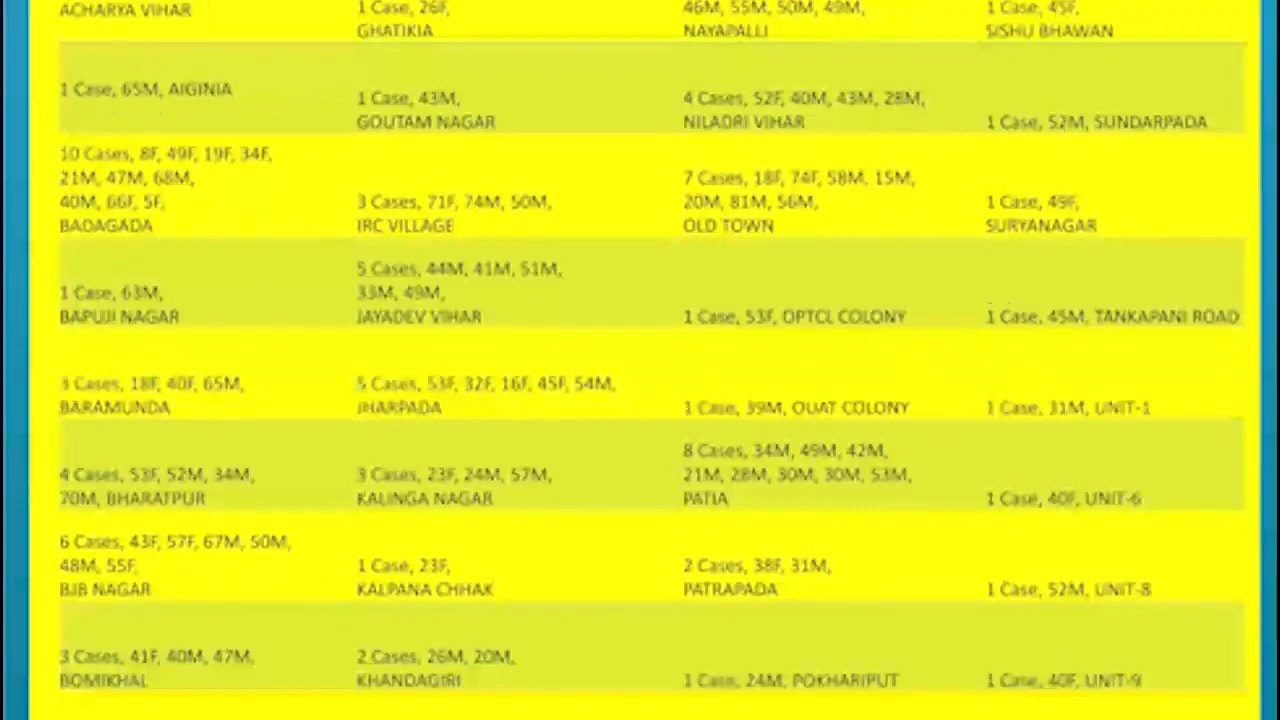 ACHARYA VIHAR
1 Case, 26F,
GHATIKIA
46M, 55M, 50M, 49M,
NAYAPALLI
1 Case, 45F,
SISHU BHAWAN
1 Case, 65M, AIGINIA
1 Case, 43M,
GOUTAM NAGAR
4 Cases, 52F, 40M, 43M, 28M,
NILADRI VIHAR
1 Case, 52M, SUNDARPADA
10 Cases, 8F, 49F, 19F, 34F,
21M, 47M, 68M,
40M, 66F, 5F,
BADAGADA
3 Cases, 71F, 74M, 50M,
IRC VILLAGE
7 Cases, 18F, 74F, 58M, 15M,
20M, 81M, 56M,
OLD TOWN
1 Case, 49F,
SURYANAGAR
1 Case, 63M,
BAPUJI NAGAR
5 Cases, 44M, 41M, 51M,
33M, 49M,
JAYADEV VIHAR
1 Case, 53F, OPTCL COLONY
1 Case, 45M, TANKAPANI ROAD
3 Cases, 18F, 40F, 65M,
BARAMUNDA
5 Cases, 53F, 32F, 16F, 45F, 54M,
JHARPADA
1 Case, 39M, OUAT COLONY
1 Case, 31M, UNIT-1
4 Cases, 53F, 52M, 34M,
70M, BHARATPUR
3 Cases, 23F, 24M, 57M,
KALINGA NAGAR
8 Cases, 34M, 49M, 42M,
21M, 28M, 30M, 30M, 53M,
PATIA
1 Case, 40F, UNIT-6
6 Cases, 43F, 57F, 67M, 50M,
48M, 55F,
BJB NAGAR
1 Case, 23F,
KALPANA CHHAK
2 Cases, 38F, 31M,
PATRAPADA
1 Case, 52M, UNIT-8
3 Cases, 41F, 40M, 47M,
BOMIKHAL
2 Cases, 26M, 20M,
KHANDAGIRI
1 Case, 24M, POKHARIPUT
1 Case, 40F, UNIT-9